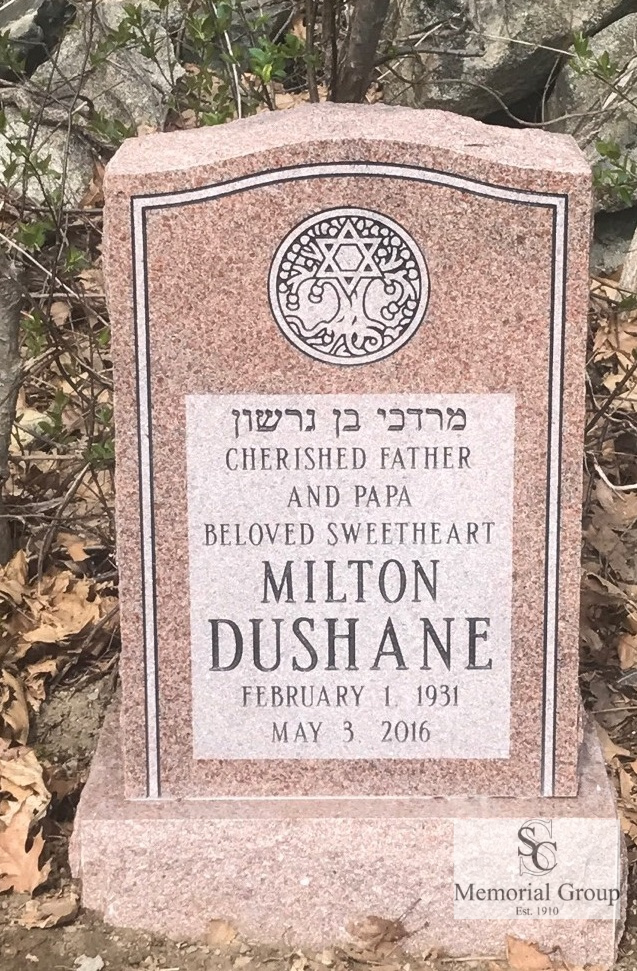 מרדכי בן גרשון
CHERISHED FATHER
AND PAPA
BELOVED SWEETHEART
MILTON
DUSHANE
FEBRUARY 1, 1931
MAY 3, 2016
SC
Memorial Group
Est. 1910